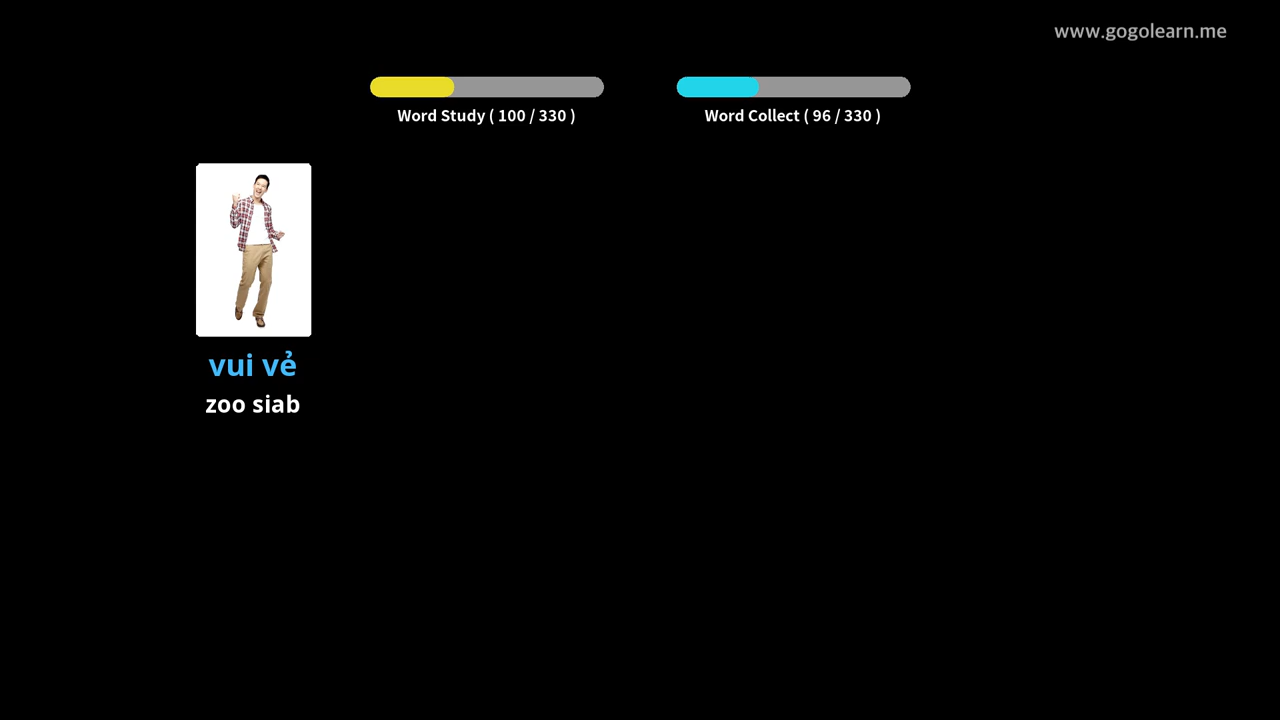 www.gogolearn.me
Word Study ( 100 / 330 )
Word Collect ( 96 / 330 )
vui vẻ
zoo siab